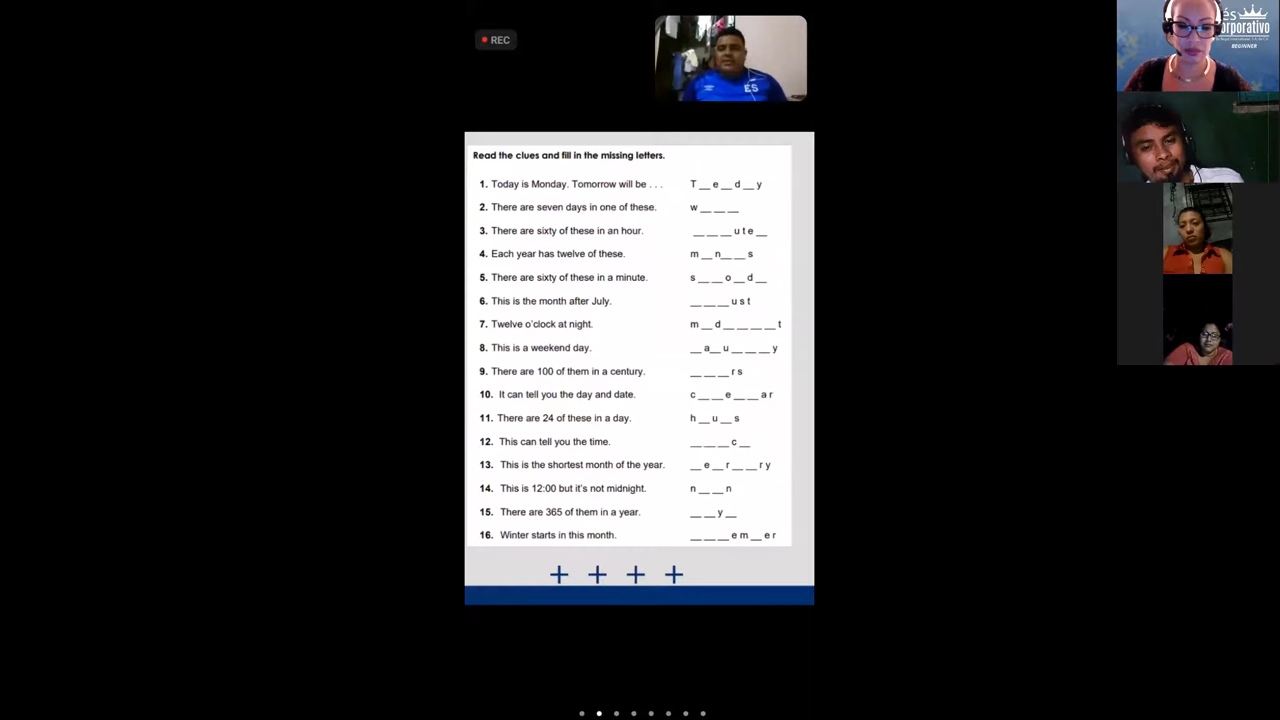 REC
ES
és
orporativo
BEGINNER
Read the clues and fill in the missing letters.
1. Today is Monday. Tomorrow will be . . . T __ e __ d __ y
2. There are seven days in one of these. w __ __ __
3. There are sixty of these in an hour. __ __ __ u t e __
4. Each year has twelve of these. m __ n__ __ s
5. There are sixty of these in a minute. s __ __ o __ d __
6. This is the month after July. __ __ __ u s t
7. Twelve o'clock at night. m __ d __ __ __ __ t
8. This is a weekend day. __ a__ u __ __ __ y
9. There are 100 of them in a century. __ __ __ r s
10. It can tell you the day and date. c __ __ e __ __ a r
11. There are 24 of these in a day. h __ u __ s
12. This can tell you the time. __ __ __ c __
13. This is the shortest month of the year. __ e __ r __ __ r y
14. This is 12:00 but it's not midnight. n __ __ n
15. There are 365 of them in a year. __ __ y __
16. Winter starts in this month. __ __ __ e m __ e r